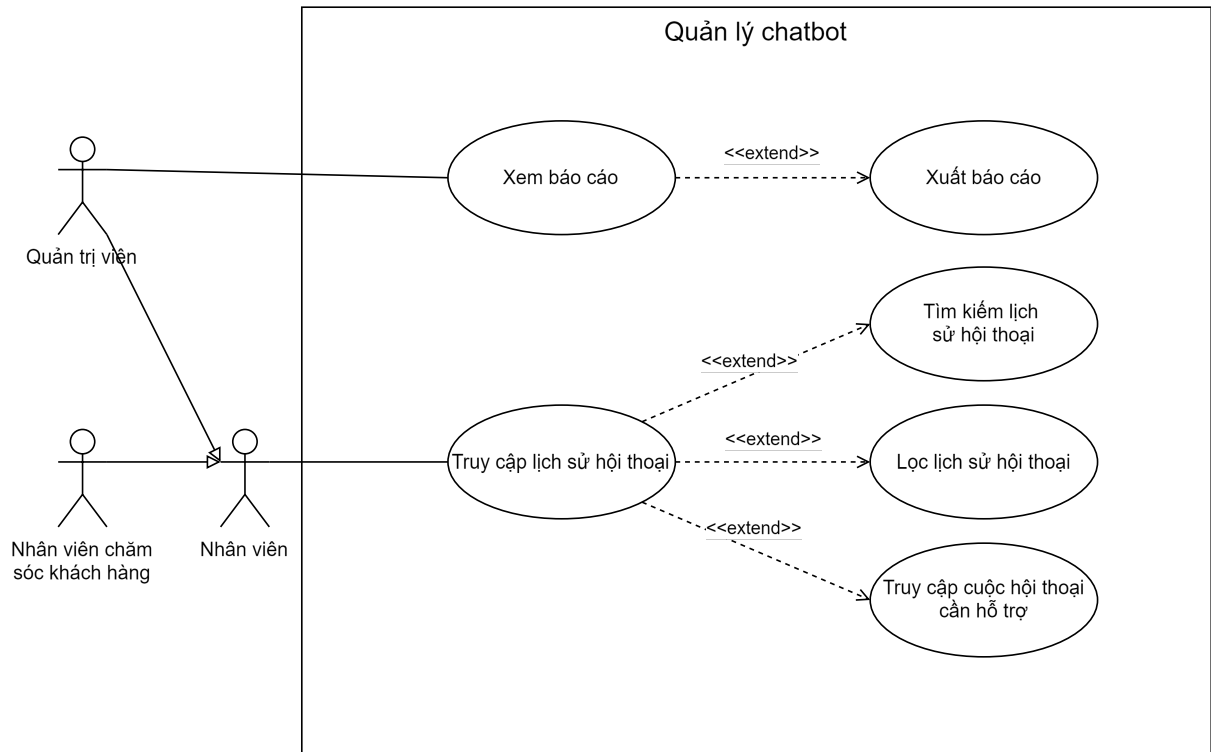 Quản lý chatbot
Xem báo cáo
<<extend>>
Xuất báo cáo
Quản trị viên
Tìm kiếm lịch
sử hội thoại
<<extend>>
Truy cập lịch sử hội thoại
<<extend>>
Lọc lịch sử hội thoại
<<extend>>
Nhân viên chăm
sóc khách hàng
Nhân viên
Truy cập cuộc hội thoại
cần hỗ trợ